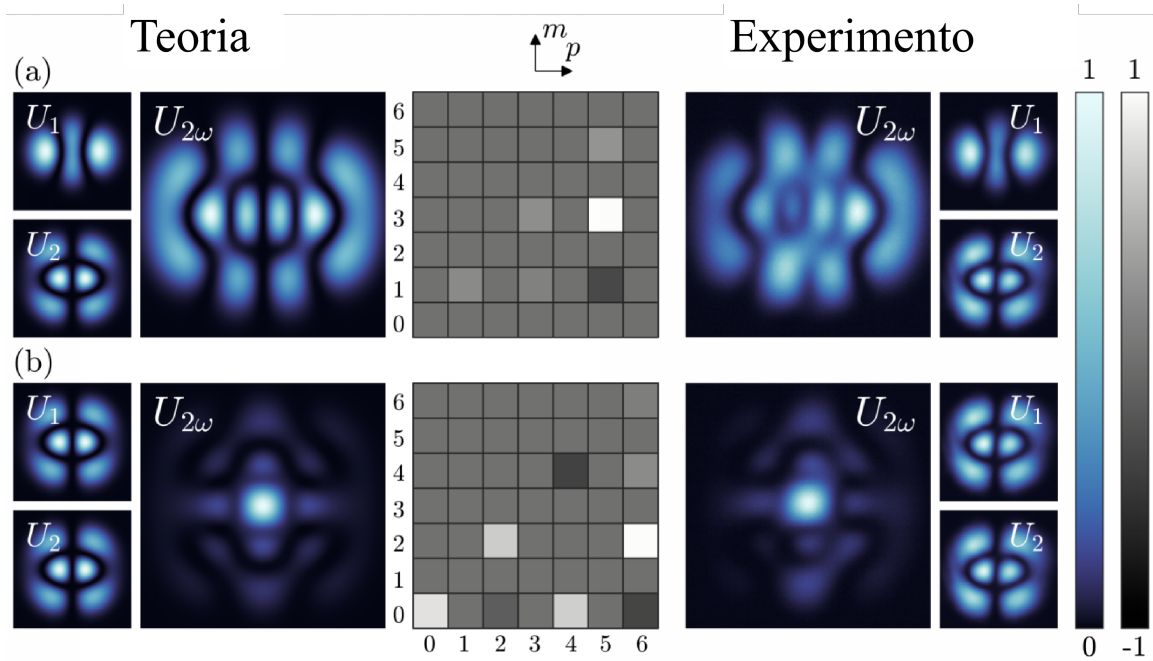 Teoria
Experimento
m
p
(a)
1 1
U1
U2ω
6
5
4
3
2
1
0
U2ω
U1
U2
U2
(b)
U1
U2ω
6
5
4
3
2
1
0
U2ω
U1
U2
U2
0 1 2 3 4 5 6
0 -1